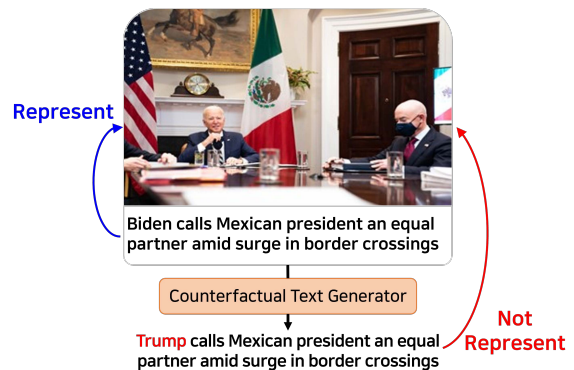 Represent
Biden calls Mexican president an equal
partner amid surge in border crossings
Counterfactual Text Generator
Trump calls Mexican president an equal
partner amid surge in border crossings
Not
Represent